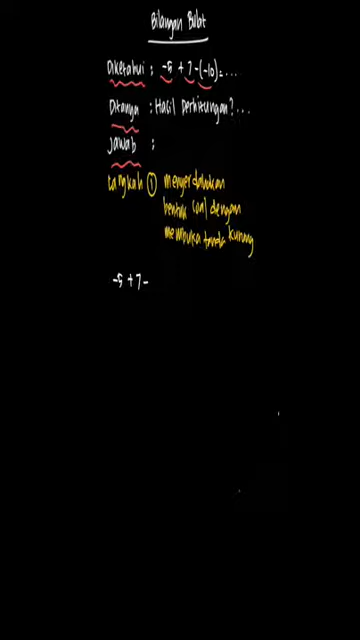 Bilangan Bulat
Diketahui : -5 + 7 - (-10) = ....
Ditanya : Hasil perhitungan? ...
Jawab :
Langkah ① menyederhanakan
bentuk soal dengan
membuka tanda kurung
-5 + 7 -